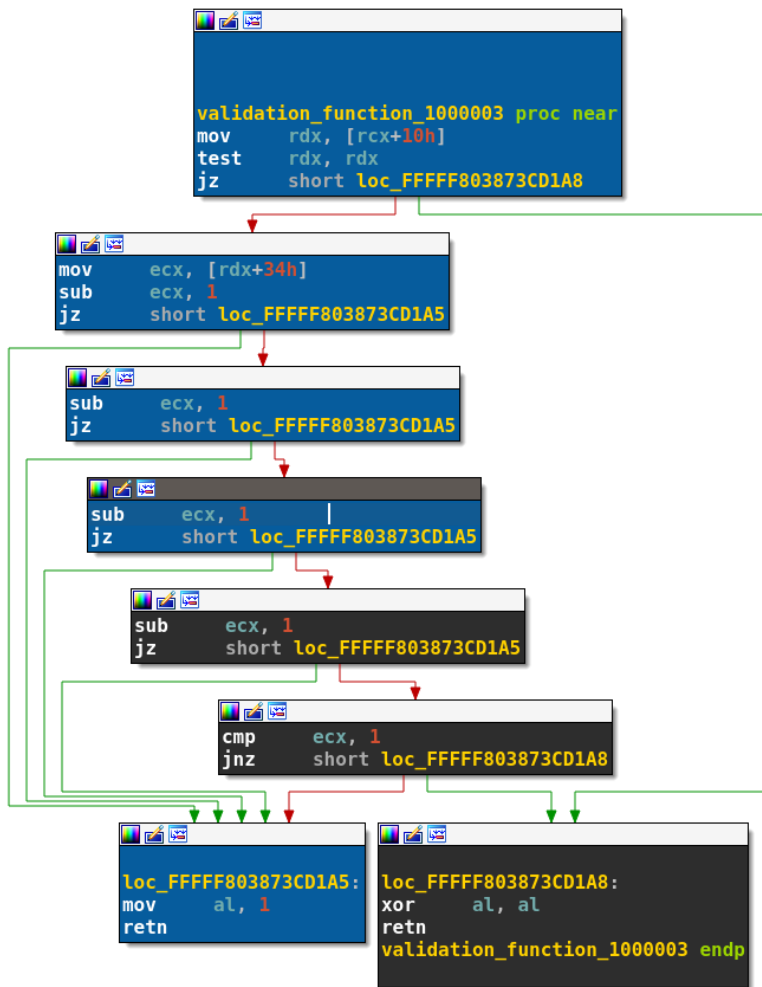 validation_function_1000003 proc near
mov rdx, [rcx+10h]
test rdx, rdx
jz short loc_FFFFF803873CD1A8
mov ecx, [rdx+34h]
sub ecx, 1
jz short loc_FFFFF803873CD1A5
sub ecx, 1
jz short loc_FFFFF803873CD1A5
sub ecx, 1
jz short loc_FFFFF803873CD1A5
sub ecx, 1
jz short loc_FFFFF803873CD1A5
cmp ecx, 1
jnz short loc_FFFFF803873CD1A8
loc_FFFFF803873CD1A5:
mov al, 1
retn
loc_FFFFF803873CD1A8:
xor al, al
retn
validation_function_1000003 endp